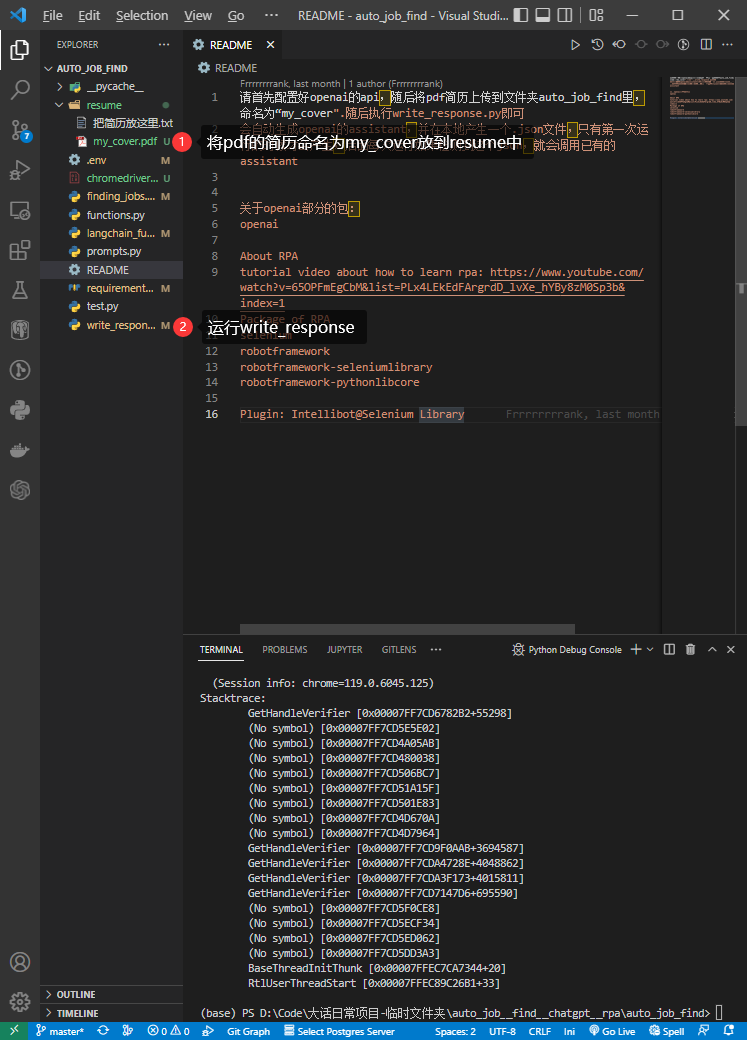 File Edit Selection View Go ··· README - auto_job_find - Visual Studi...
EXPLORER ···
AUTO_JOB_FIND
__pycache__
resume
把简历放这里.txt
my_cover.pdf U
.env M
chromedriver... U
finding_jobs.... M
functions.py
langchain_fu... M
prompts.py
README
requirement... M
test.py
write_respon... M
7
1
将pdf的简历命名为my_cover放到resume中
2
运行write_response
README
README
Frrrrrrrank, last month | 1 author (Frrrrrrrank)
1 请首先配置好openai的api，随后将pdf简历上传到文件夹auto_job_find里，
命名为“my_cover".随后执行write_response.py即可
2 会自动生成openai的assistant，并在本地产生一个.json文件，只有第一次运
就会调用已有的
assistant
3
4
5 关于openai部分的包：
6 openai
7
8 About RPA
9 tutorial video about how to learn rpa: https://www.youtube.com/
watch?v=65OPFmEgCbM&list=PLx4LEkEdFArgrdD_lvXe_hYBy8zM0Sp3b&
index=1
10 Package of RPA
11 selenium
12 robotframework
13 robotframework-seleniumlibrary
14 robotframework-pythonlibcore
15
16 Plugin: Intellibot@Selenium Library Frrrrrrrank, last month
TERMINAL PROBLEMS JUPYTER GITLENS ··· Python Debug Console
(Session info: chrome=119.0.6045.125)
Stacktrace:
GetHandleVerifier [0x00007FF7CD6782B2+55298]
(No symbol) [0x00007FF7CD5E5E02]
(No symbol) [0x00007FF7CD4A05AB]
(No symbol) [0x00007FF7CD480038]
(No symbol) [0x00007FF7CD506BC7]
(No symbol) [0x00007FF7CD51A15F]
(No symbol) [0x00007FF7CD501E83]
(No symbol) [0x00007FF7CD4D670A]
(No symbol) [0x00007FF7CD4D7964]
GetHandleVerifier [0x00007FF7CD9F0AAB+3694587]
GetHandleVerifier [0x00007FF7CDA4728E+4048862]
GetHandleVerifier [0x00007FF7CDA3F173+4015811]
GetHandleVerifier [0x00007FF7CD7147D6+695590]
(No symbol) [0x00007FF7CD5F0CE8]
(No symbol) [0x00007FF7CD5ECF34]
(No symbol) [0x00007FF7CD5ED062]
(No symbol) [0x00007FF7CD5DD3A3]
BaseThreadInitThunk [0x00007FFEC7CA7344+20]
RtlUserThreadStart [0x00007FFEC89C26B1+33]
(base) PS D:\Code\大话日常项目-临时文件夹\auto_job__find__chatgpt__rpa\auto_job_find>
OUTLINE
TIMELINE
master* 0 0 Git Graph Select Postgres Server Spaces: 2 UTF-8 CRLF Ini Go Live Spell